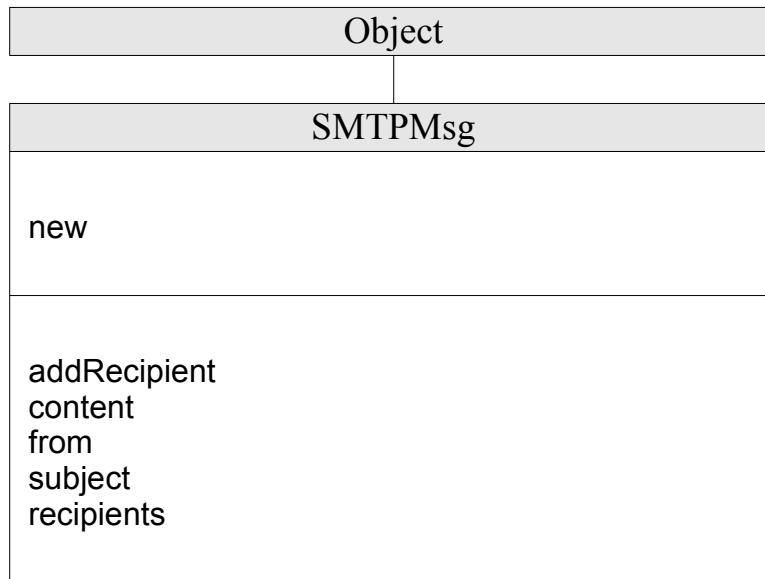 Object
SMTPMsg
new
addRecipient
content
from
subject
recipients